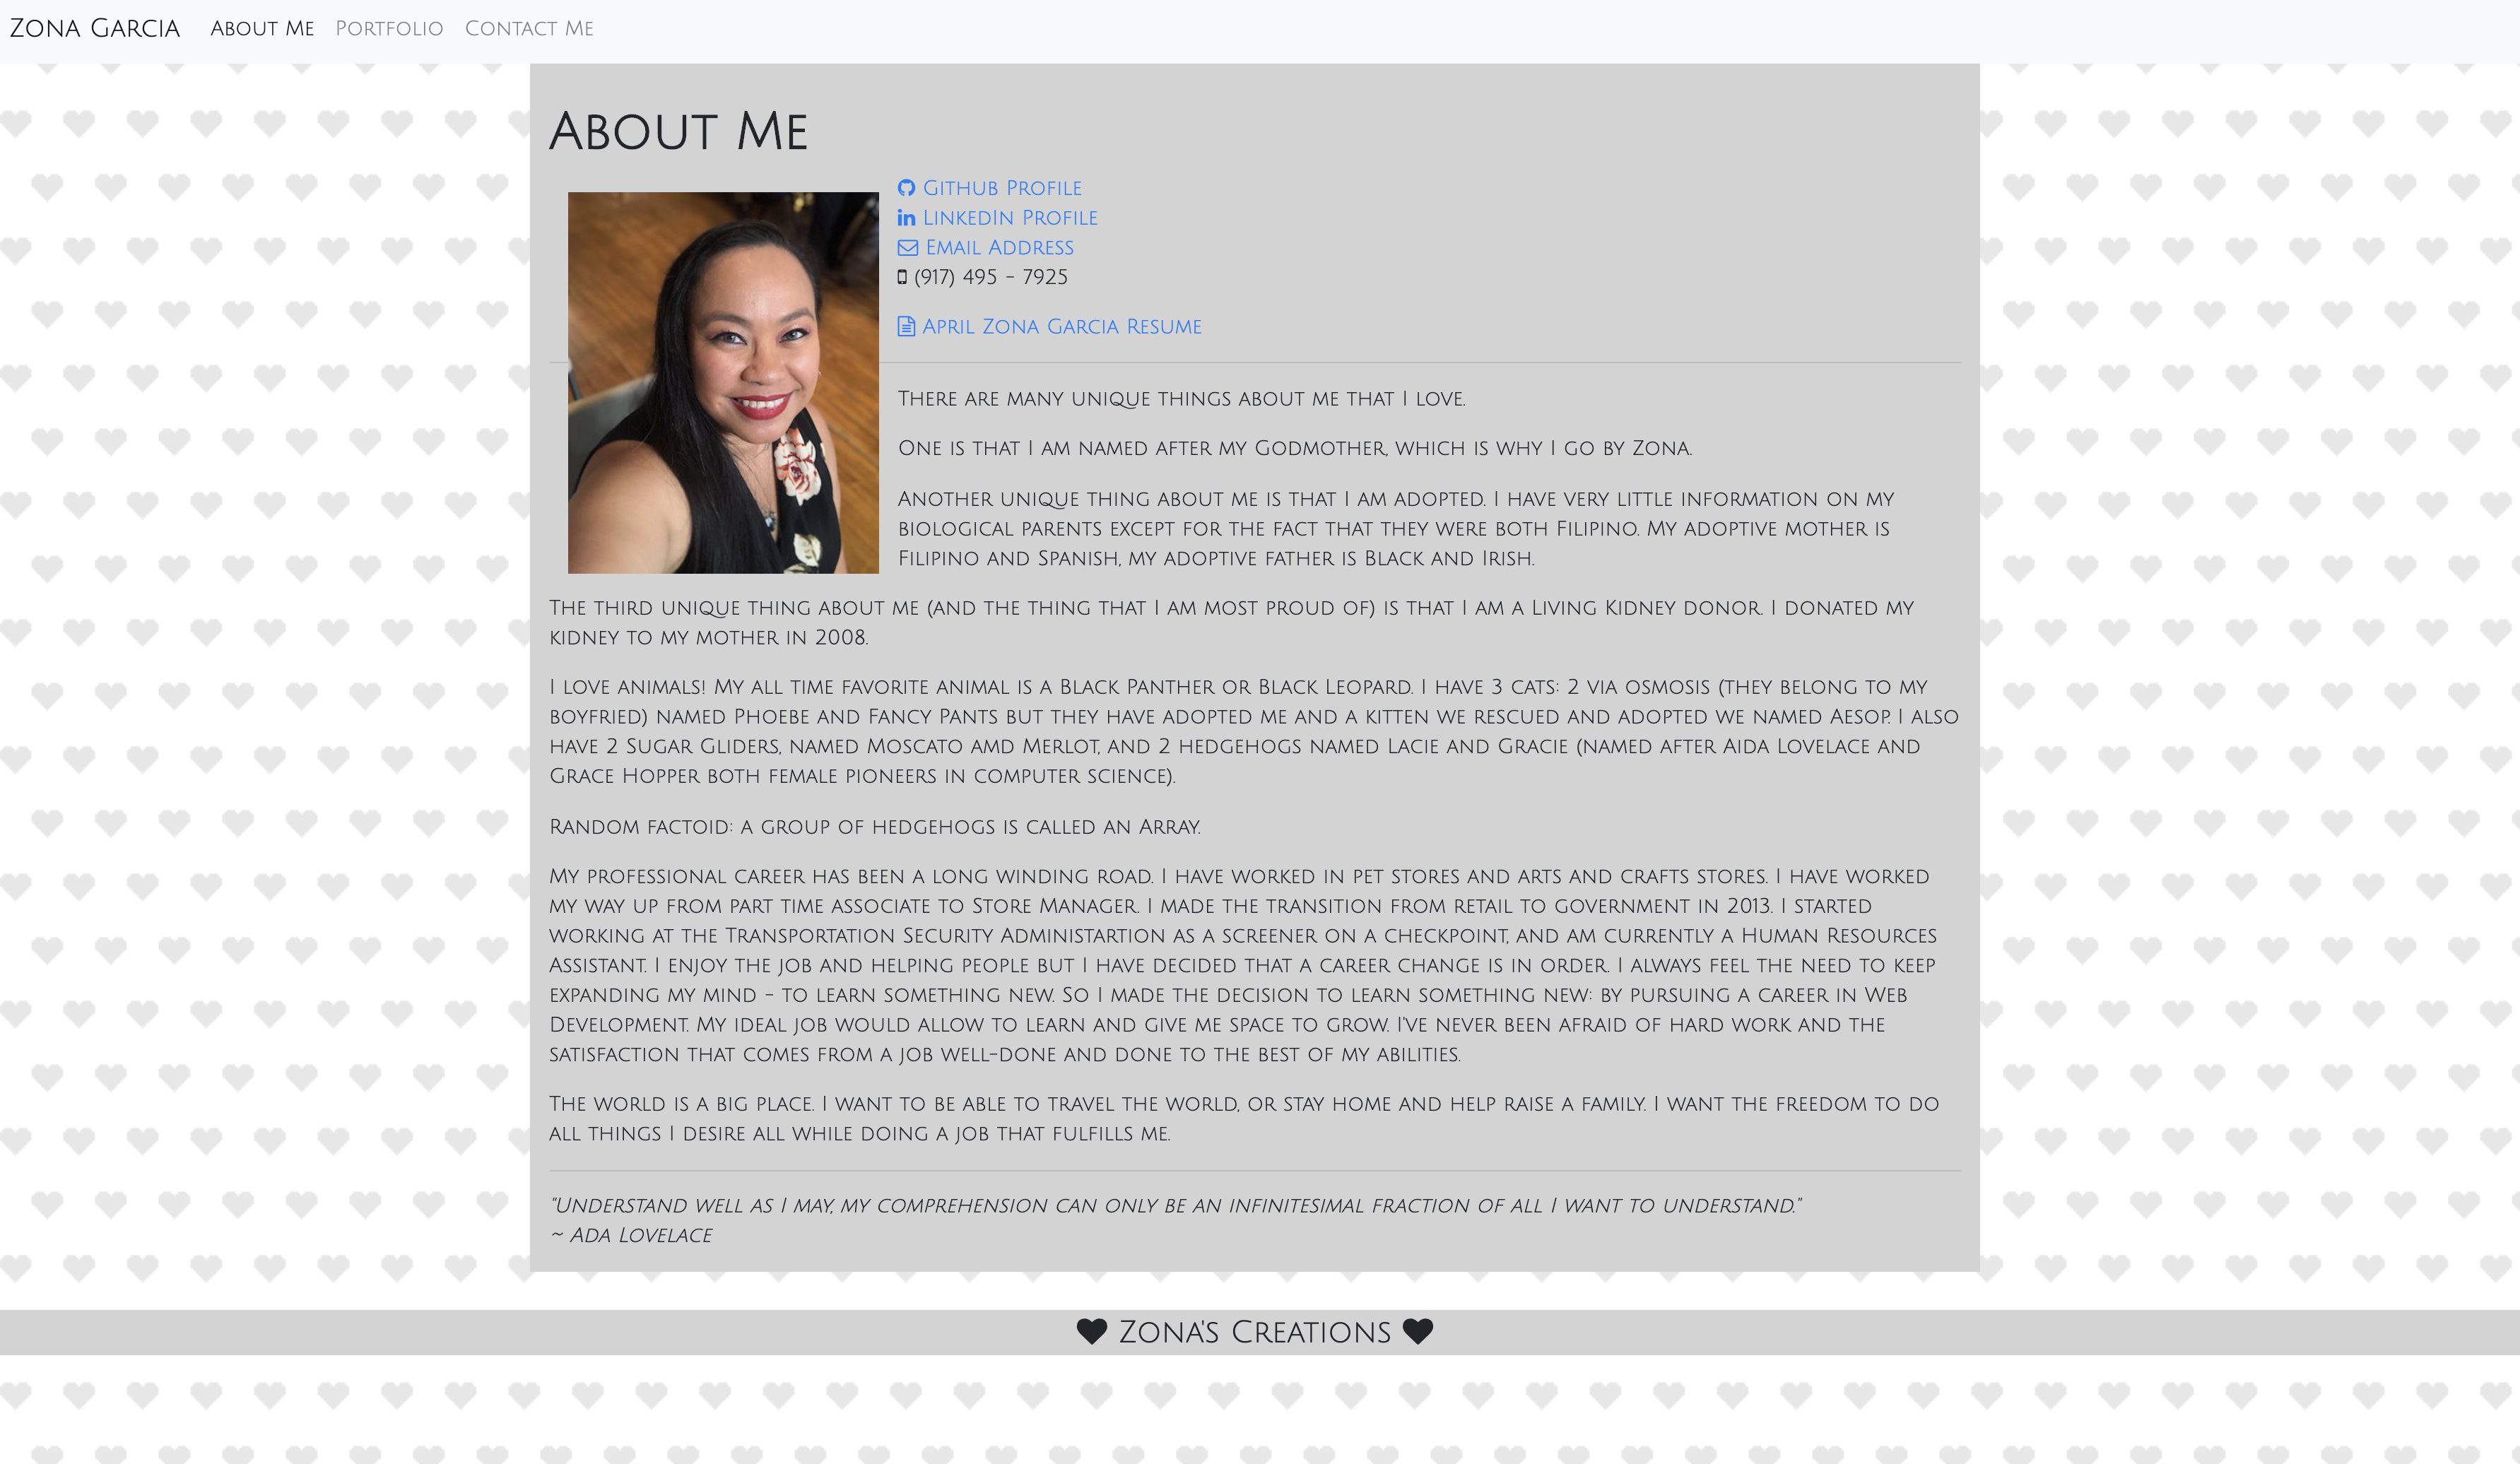 Zona Garcia About Me Portfolio Contact Me
About Me
Github Profile
LinkedIn Profile
Email Address
(917) 495 - 7925
April Zona Garcia Resume
There are many unique things about me that I love.
One is that I am named after my Godmother, which is why I go by Zona.
Another unique thing about me is that I am adopted. I have very little information on my
biological parents except for the fact that they were both Filipino. My adoptive mother is
Filipino and Spanish, my adoptive father is Black and Irish.
The third unique thing about me (and the thing that I am most proud of) is that I am a Living Kidney donor. I donated my
kidney to my mother in 2008.
I love animals! My all time favorite animal is a Black Panther or Black Leopard. I have 3 cats: 2 via osmosis (they belong to my
boyfried) named Phoebe and Fancy Pants but they have adopted me and a kitten we rescued and adopted we named Aesop. I also
have 2 Sugar Gliders, named Moscato amd Merlot, and 2 hedgehogs named Lacie and Gracie (named after Aida Lovelace and
Grace Hopper both female pioneers in computer science).
Random factoid: a group of hedgehogs is called an Array.
My professional career has been a long winding road. I have worked in pet stores and arts and crafts stores. I have worked
my way up from part time associate to Store Manager. I made the transition from retail to government in 2013. I started
working at the Transportation Security Administartion as a screener on a checkpoint, and am currently a Human Resources
Assistant. I enjoy the job and helping people but I have decided that a career change is in order. I always feel the need to keep
expanding my mind - to learn something new. So I made the decision to learn something new: by pursuing a career in Web
Development. My ideal job would allow to learn and give me space to grow. I've never been afraid of hard work and the
satisfaction that comes from a job well-done and done to the best of my abilities.
The world is a big place. I want to be able to travel the world, or stay home and help raise a family. I want the freedom to do
all things I desire all while doing a job that fulfills me.
"Understand well as I may, my comprehension can only be an infinitesimal fraction of all I want to understand."
~ Ada Lovelace
Zona's Creations